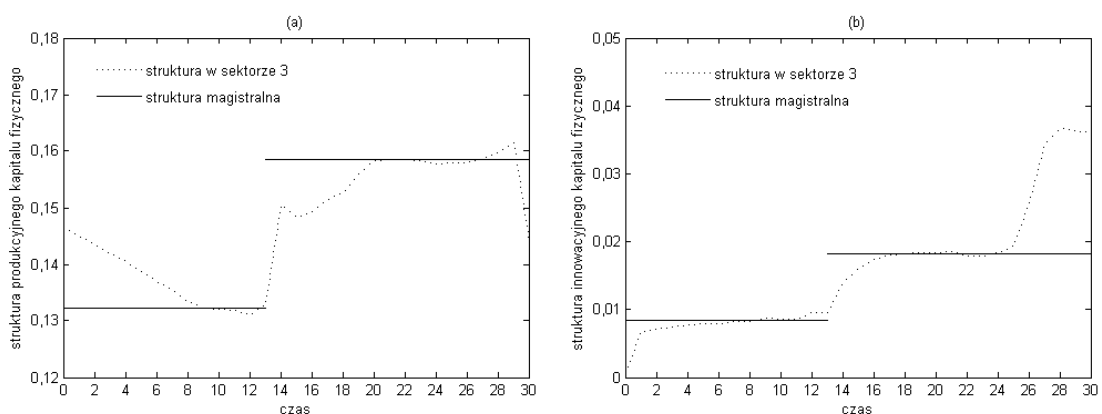 (a)
struktura produkcyjnego kapitału fizycznego
0,18
0,17
0,16
0,15
0,14
0,13
0,12
struktura w sektorze 3
struktura magistralna
0 2 4 6 8 10 12 14 16 18 20 22 24 26 28 30
czas
(b)
struktura innowacyjnego kapitału fizycznego
0,05
0,04
0,03
0,02
0,01
0
struktura w sektorze 3
struktura magistralna
0 2 4 6 8 10 12 14 16 18 20 22 24 26 28 30
czas